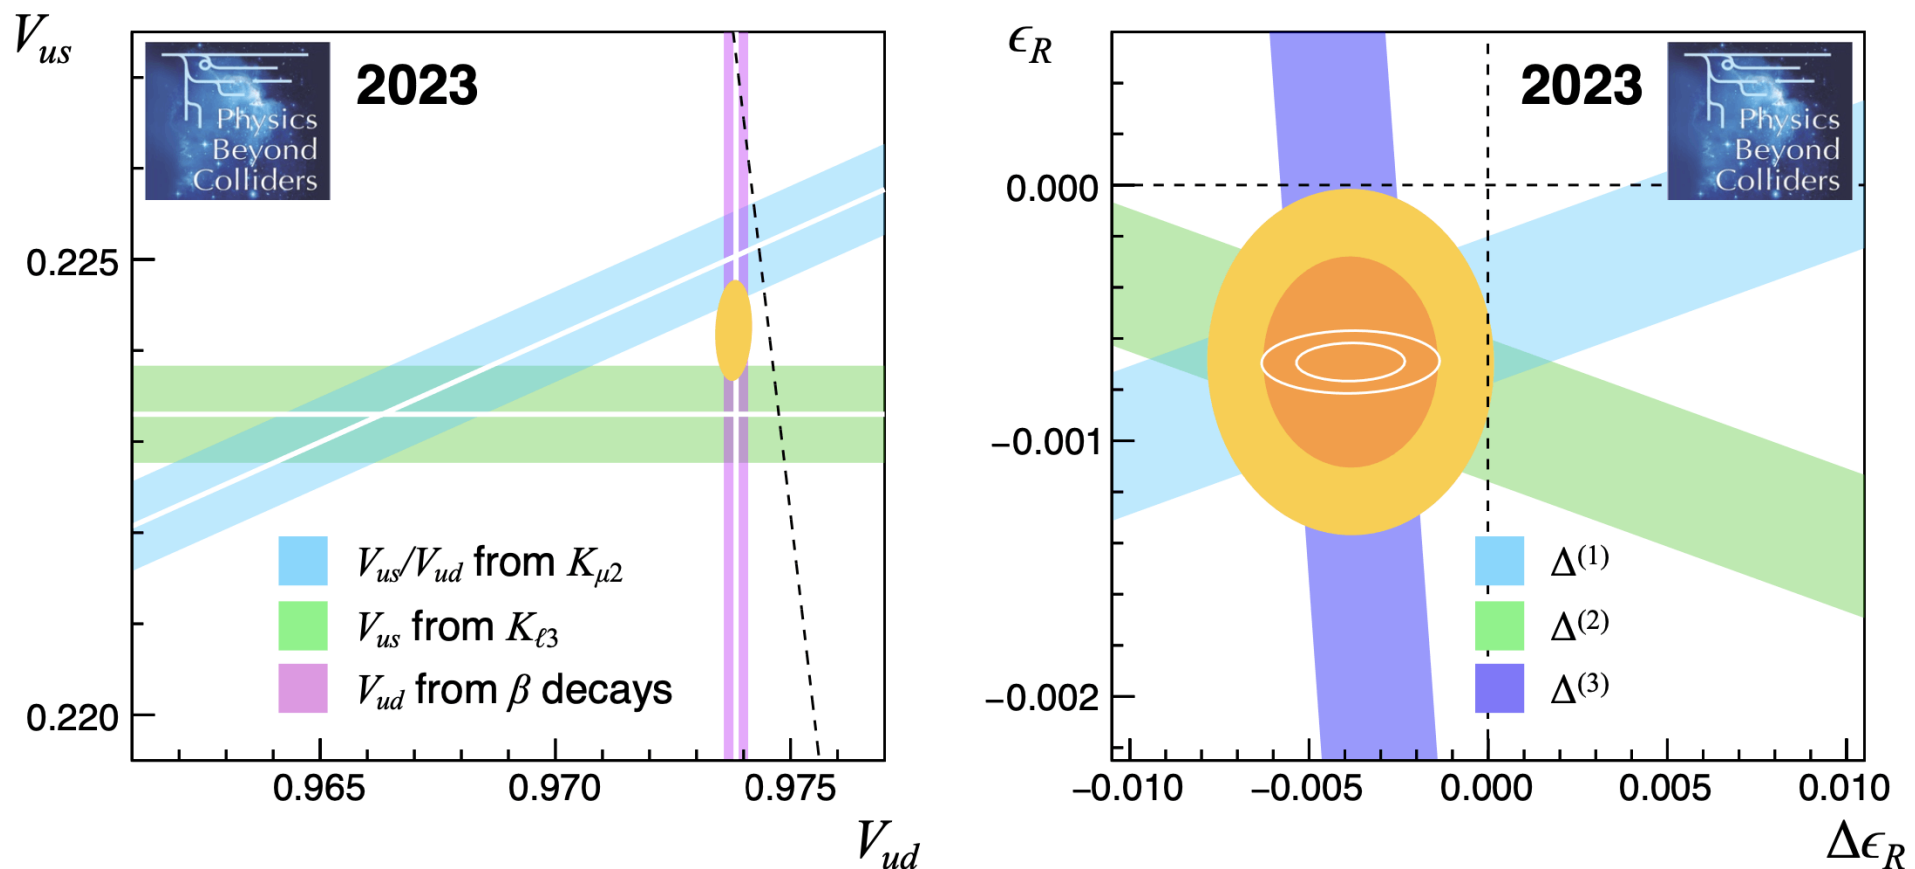 V_us
Physics
Beyond
Colliders
2023
0.225
0.220
V_us/V_ud from K_μ2
V_us from K_ℓ3
V_ud from β decays
0.965 0.970 0.975
V_ud
ϵ_R
2023
Physics
Beyond
Colliders
0.000
−0.001
−0.002
Δ(1)
Δ(2)
Δ(3)
−0.010 −0.005 0.000 0.005 0.010
Δϵ_R